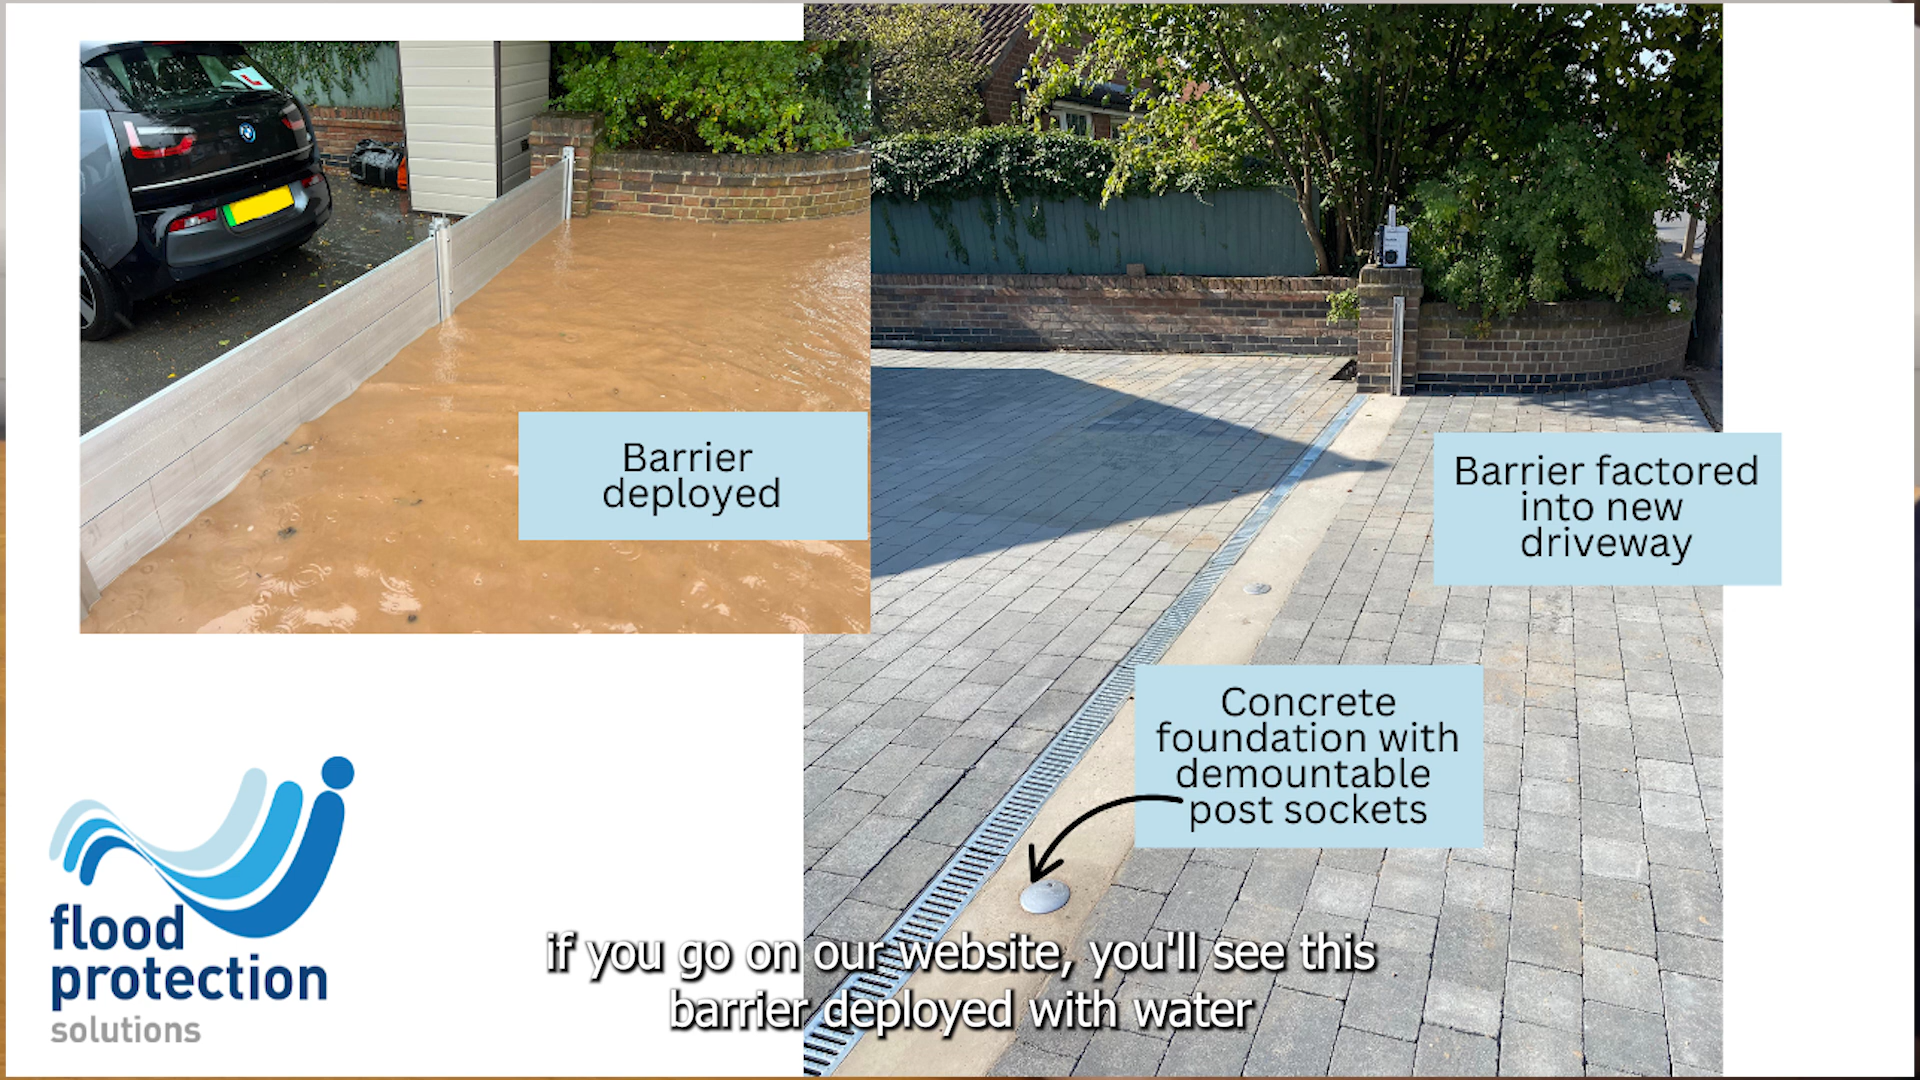 Barrier
deployed
Barrier factored
into new
driveway
Concrete
foundation with
demountable
post sockets
flood
protection
solutions
if you go on our website, you'll see this
barrier deployed with water